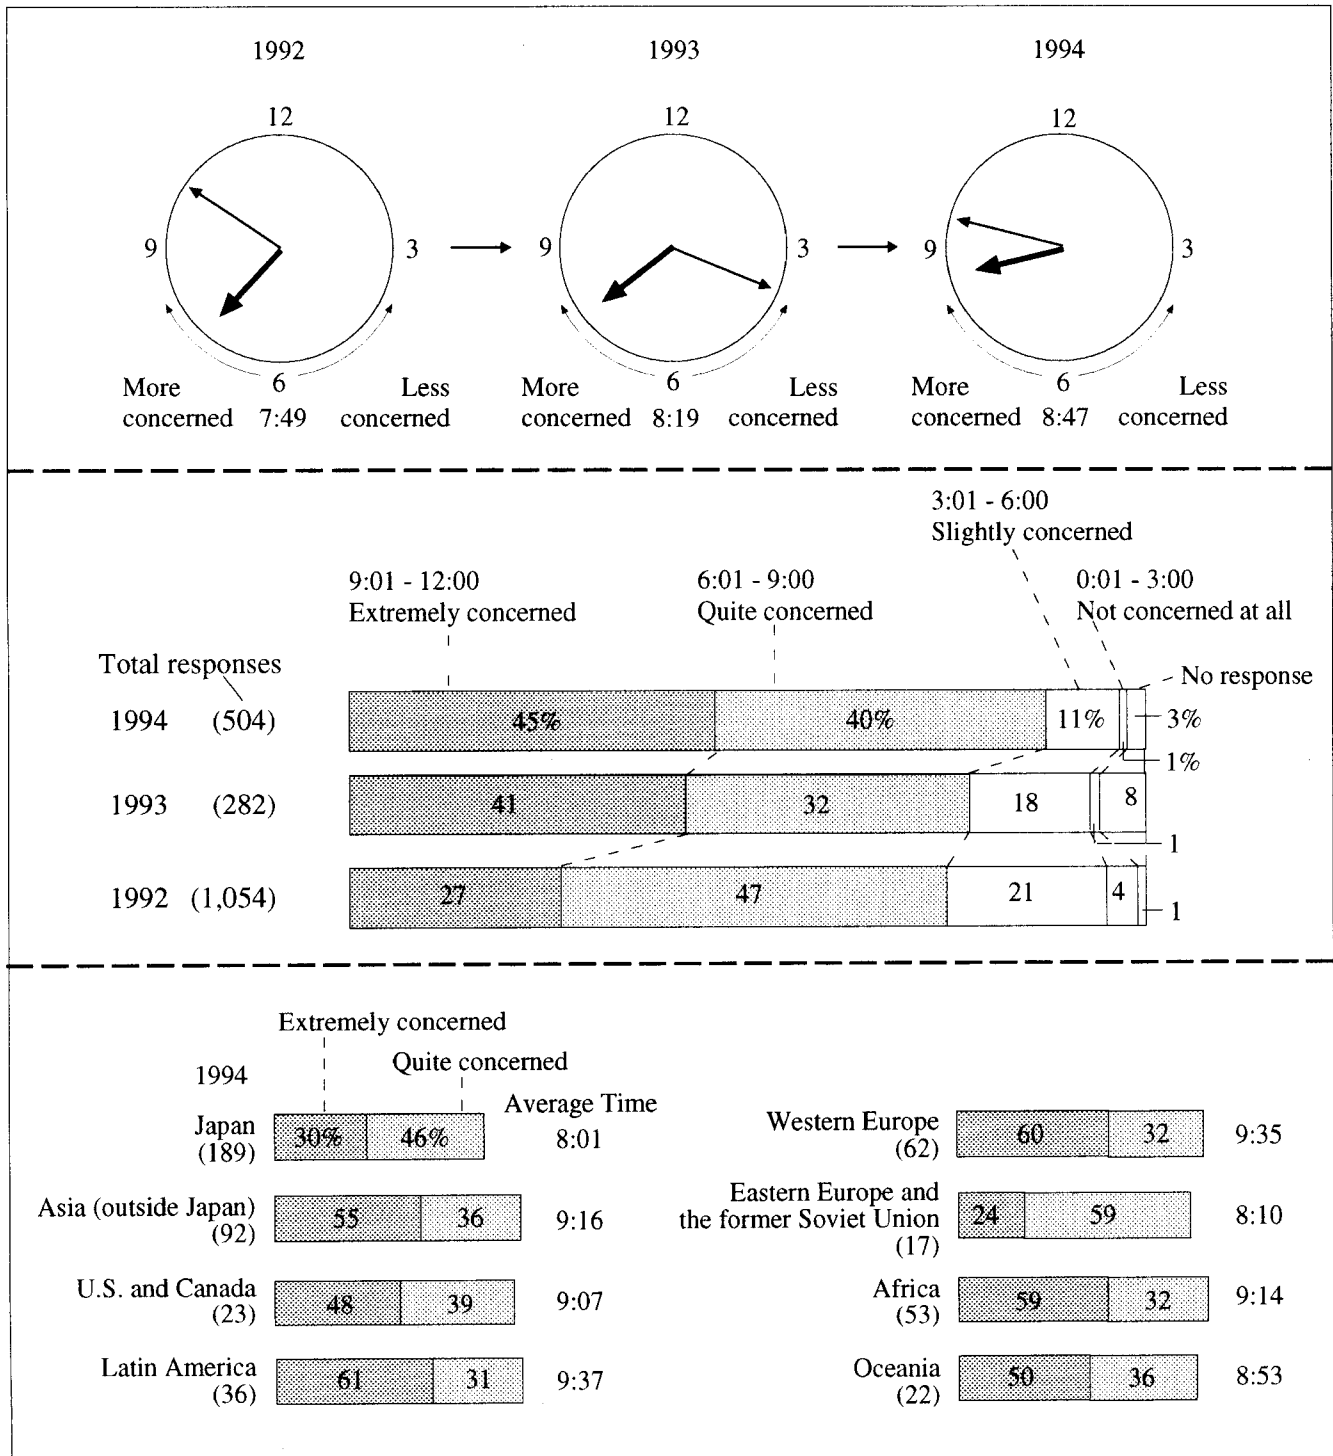 1992
1993
1994
12
12
12
9
3
9
3
9
3
6
6
6
More concerned
7:49
Less concerned
More concerned
8:19
Less concerned
More concerned
8:47
Less concerned
3:01 - 6:00
Slightly concerned
9:01 - 12:00
Extremely concerned
6:01 - 9:00
Quite concerned
0:01 - 3:00
Not concerned at all
Total responses
No response
1994 (504)
45%
40%
11%
3%
1%
1993 (282)
41
32
18
8
1
1992 (1,054)
27
47
21
4
1
Extremely concerned
Quite concerned
1994
Average Time
Japan
(189)
30%
46%
8:01
Asia (outside Japan)
(92)
55
36
9:16
U.S. and Canada
(23)
48
39
9:07
Latin America
(36)
61
31
9:37
Western Europe
(62)
60
32
9:35
Eastern Europe and
the former Soviet Union
(17)
24
59
8:10
Africa
(53)
59
32
9:14
Oceania
(22)
50
36
8:53